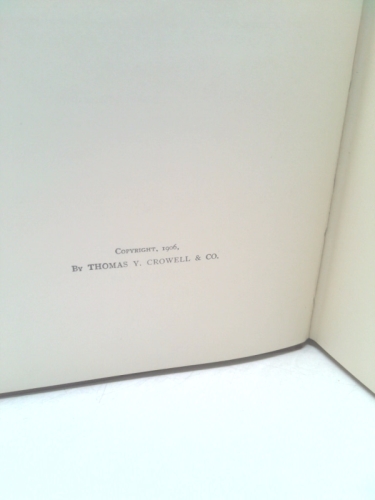 Copyright, 1906,
By THOMAS Y. CROWELL & CO.